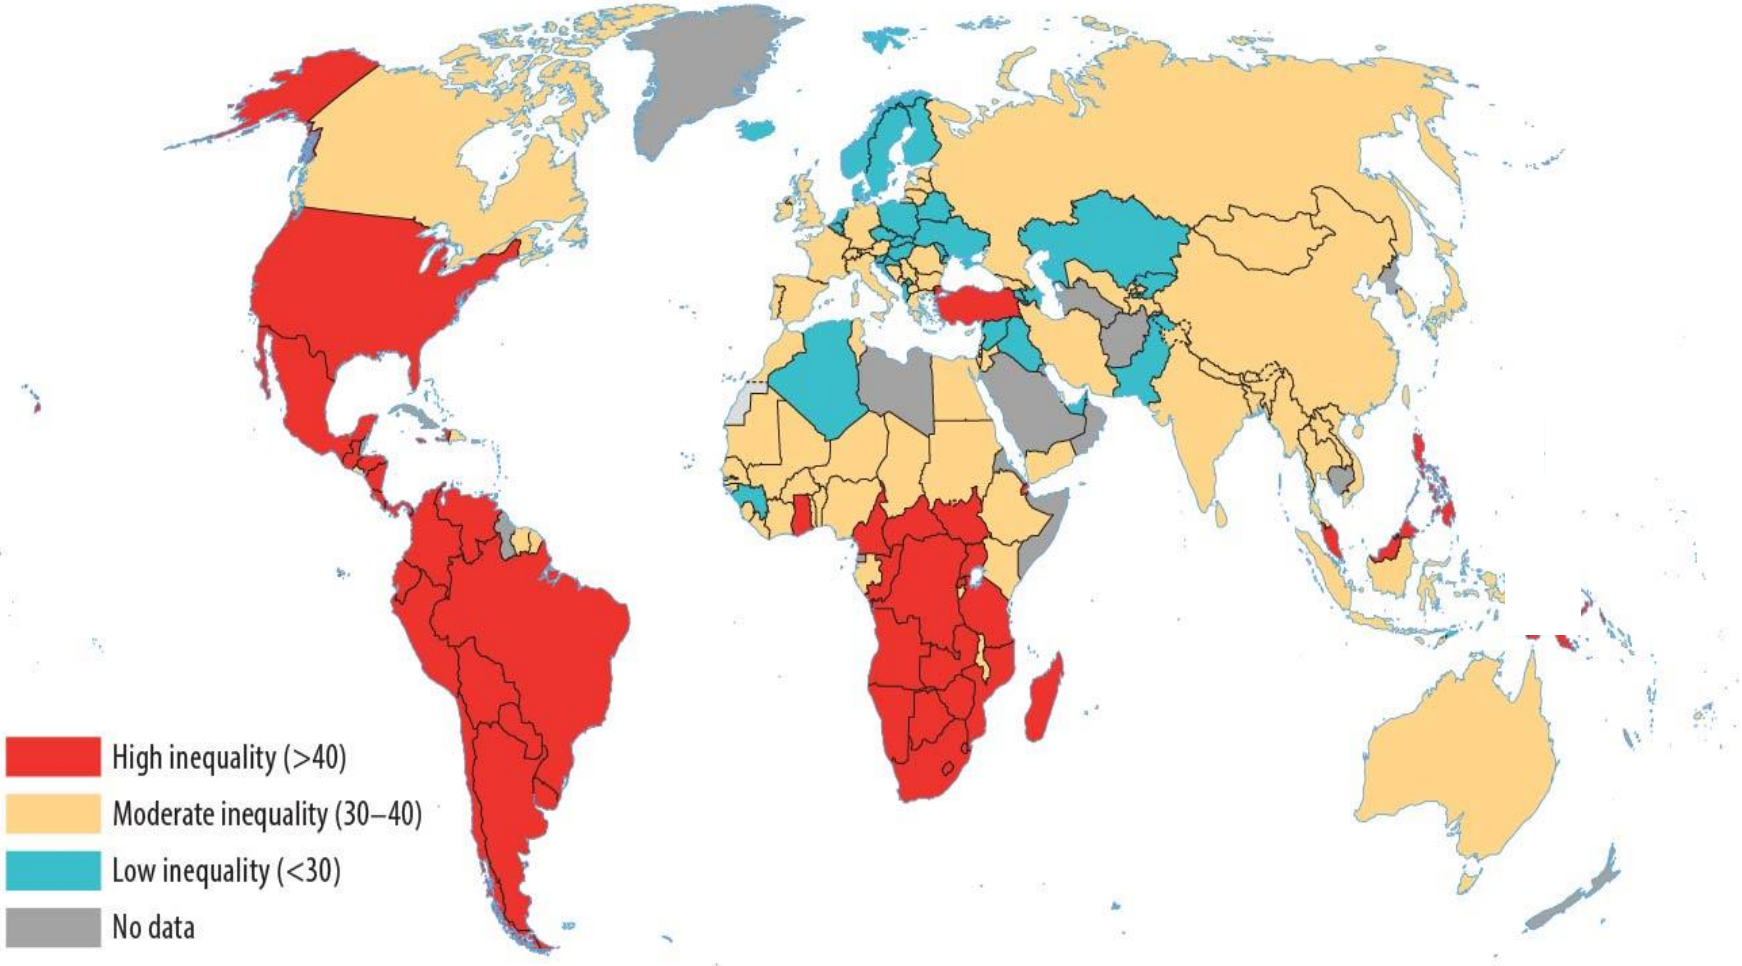 High inequality (>40)
Moderate inequality (30–40)
Low inequality (<30)
No data